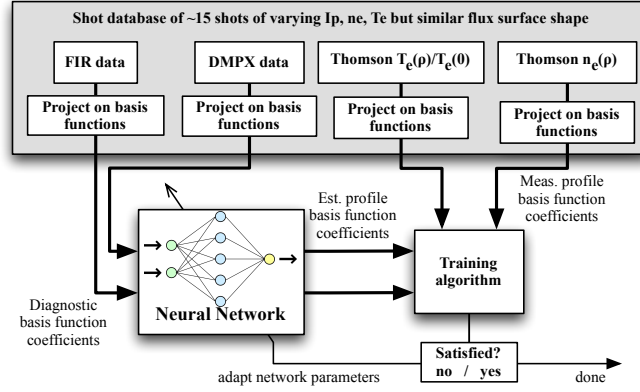 Shot database of ~15 shots of varying Ip, ne, Te but similar flux surface shape
FIR data
DMPX data
Thomson Te(ρ)/Te(0)
Thomson ne(ρ)
Project on basis
functions
Project on basis
functions
Project on basis
functions
Project on basis
functions
Est. profile
basis function
coefficients
Meas. profile
basis function
coefficients
Training
algorithm
Neural Network
Diagnostic
basis function
coefficients
Satisfied?
no / yes
adapt network parameters
done